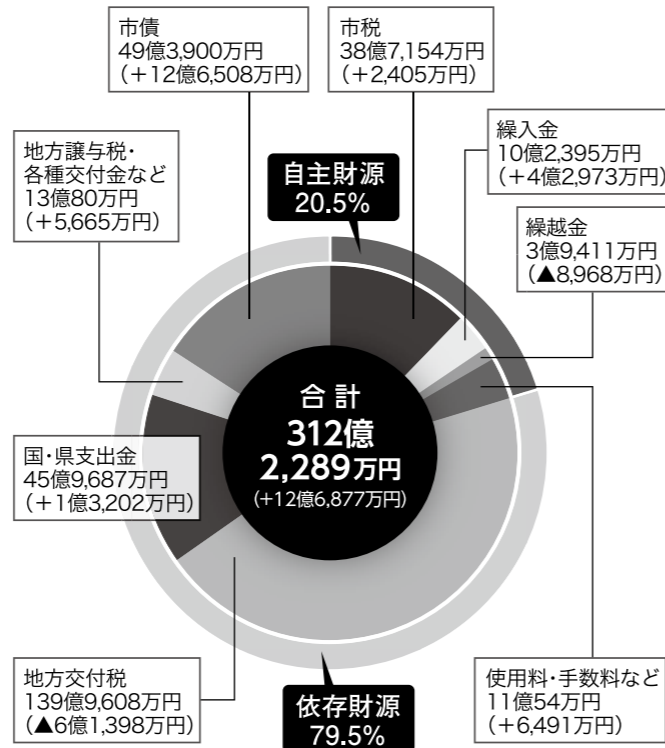 市債
49億3,900万円
(+12億6,508万円)
市税
38億7,154万円
(+2,405万円)
繰入金
10億2,395万円
(+4億2,973万円)
繰越金
3億9,411万円
(▲8,968万円)
地方譲与税・
各種交付金など
13億80万円
(+5,665万円)
自主財源
20.5%
合計
312億
2,289万円
(+12億6,877万円)
国・県支出金
45億9,687万円
(+1億3,202万円)
地方交付税
139億9,608万円
(▲6億1,398万円)
依存財源
79.5%
使用料・手数料など
11億54万円
(+6,491万円)